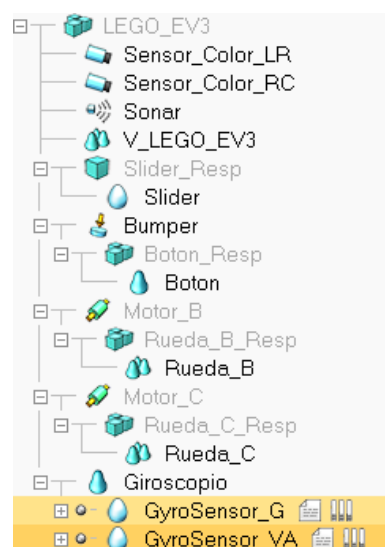 LEGO_EV3
Sensor_Color_LR
Sensor_Color_RC
Sonar
V_LEGO_EV3
Slider_Resp
Slider
Bumper
Boton_Resp
Boton
Motor_B
Rueda_B_Resp
Rueda_B
Motor_C
Rueda_C_Resp
Rueda_C
Giroscopio
GyroSensor_G
GyroSensor_VA